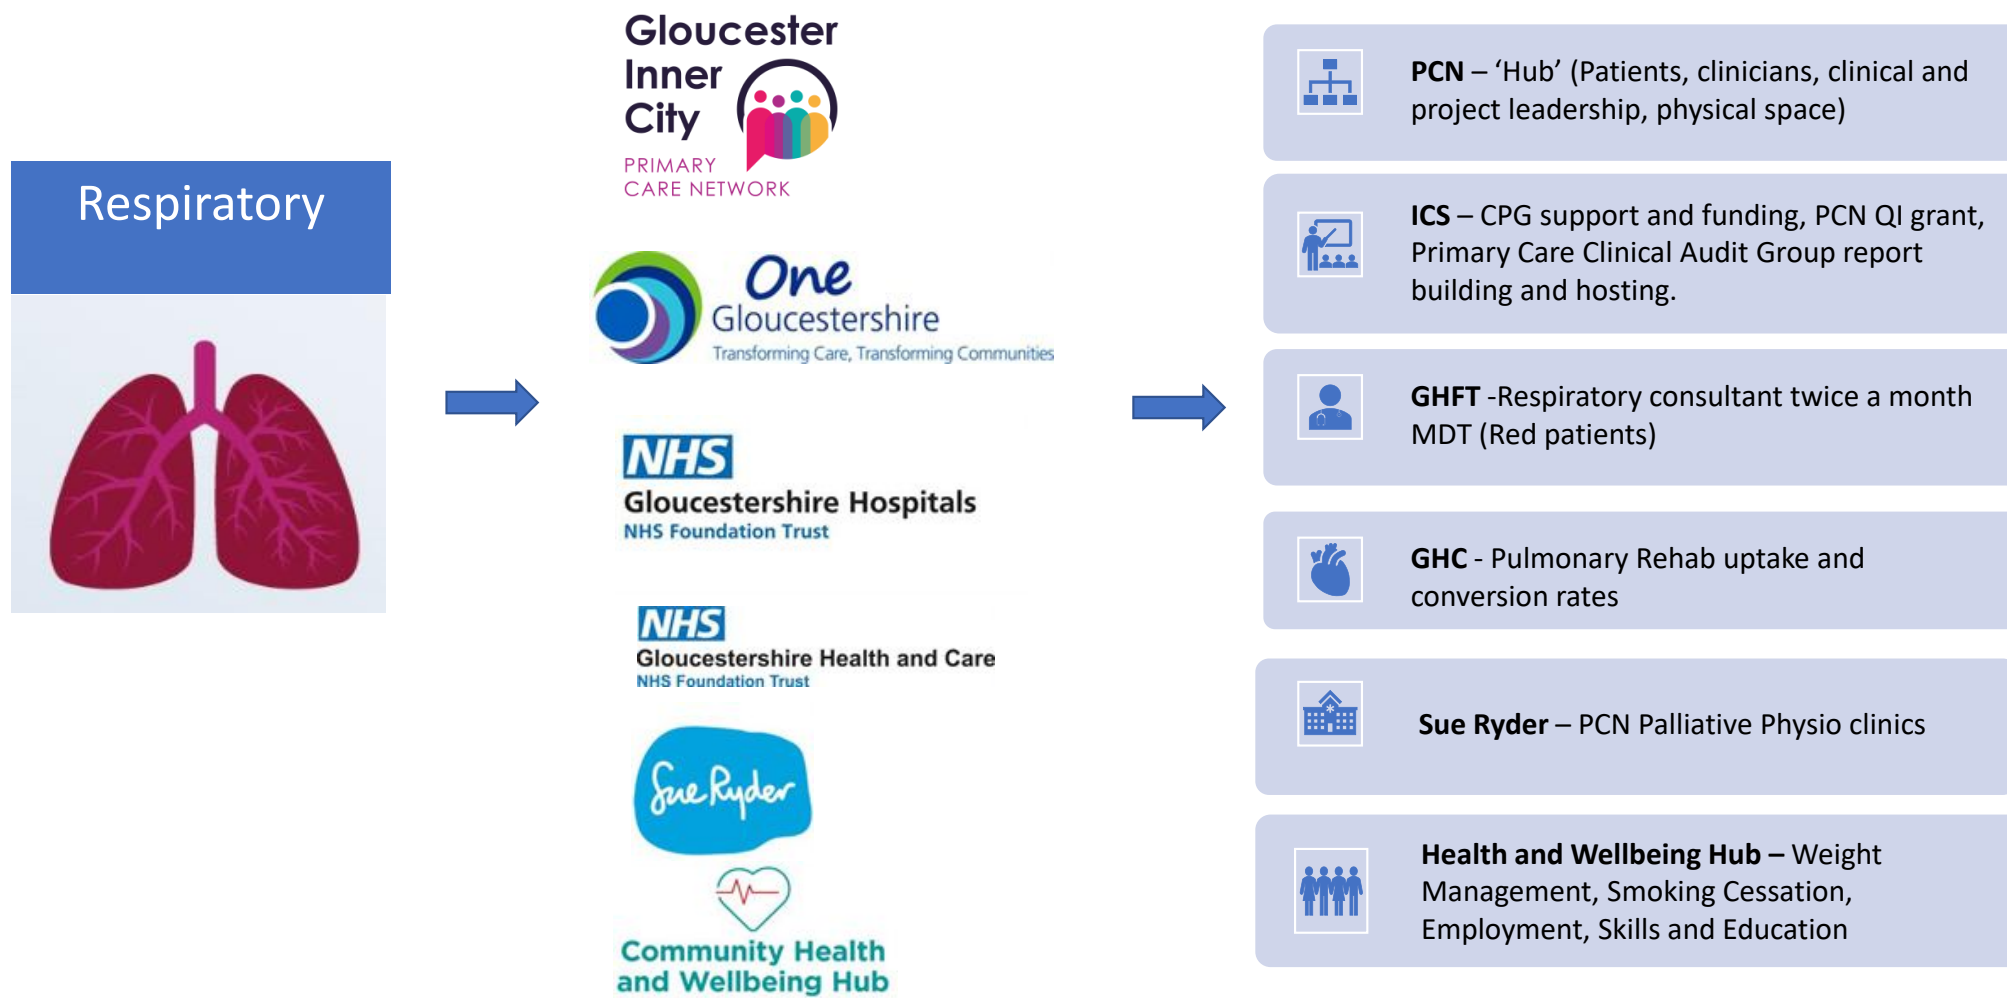 Respiratory
Gloucester
Inner
City
PRIMARY
CARE NETWORK
One
Gloucestershire
Transforming Care, Transforming Communities
NHS
Gloucestershire Hospitals
NHS Foundation Trust
NHS
Gloucestershire Health and Care
NHS Foundation Trust
Sue Ryder
Community Health
and Wellbeing Hub
PCN – ‘Hub’ (Patients, clinicians, clinical and
project leadership, physical space)
ICS – CPG support and funding, PCN QI grant,
Primary Care Clinical Audit Group report
building and hosting.
GHFT -Respiratory consultant twice a month
MDT (Red patients)
GHC - Pulmonary Rehab uptake and
conversion rates
Sue Ryder – PCN Palliative Physio clinics
Health and Wellbeing Hub – Weight
Management, Smoking Cessation,
Employment, Skills and Education